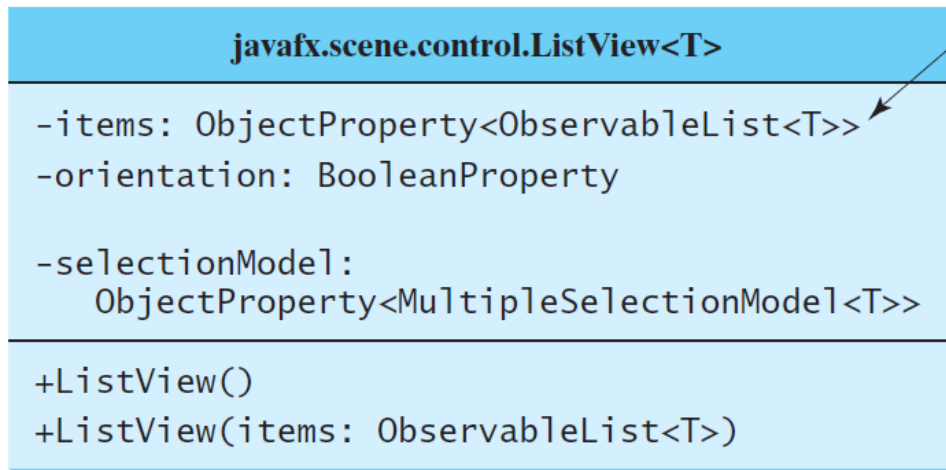 javafx.scene.control.ListView<T>
-items: ObjectProperty<ObservableList<T>>
-orientation: BooleanProperty
-selectionModel:
ObjectProperty<MultipleSelectionModel<T>>
+ListView()
+ListView(items: ObservableList<T>)